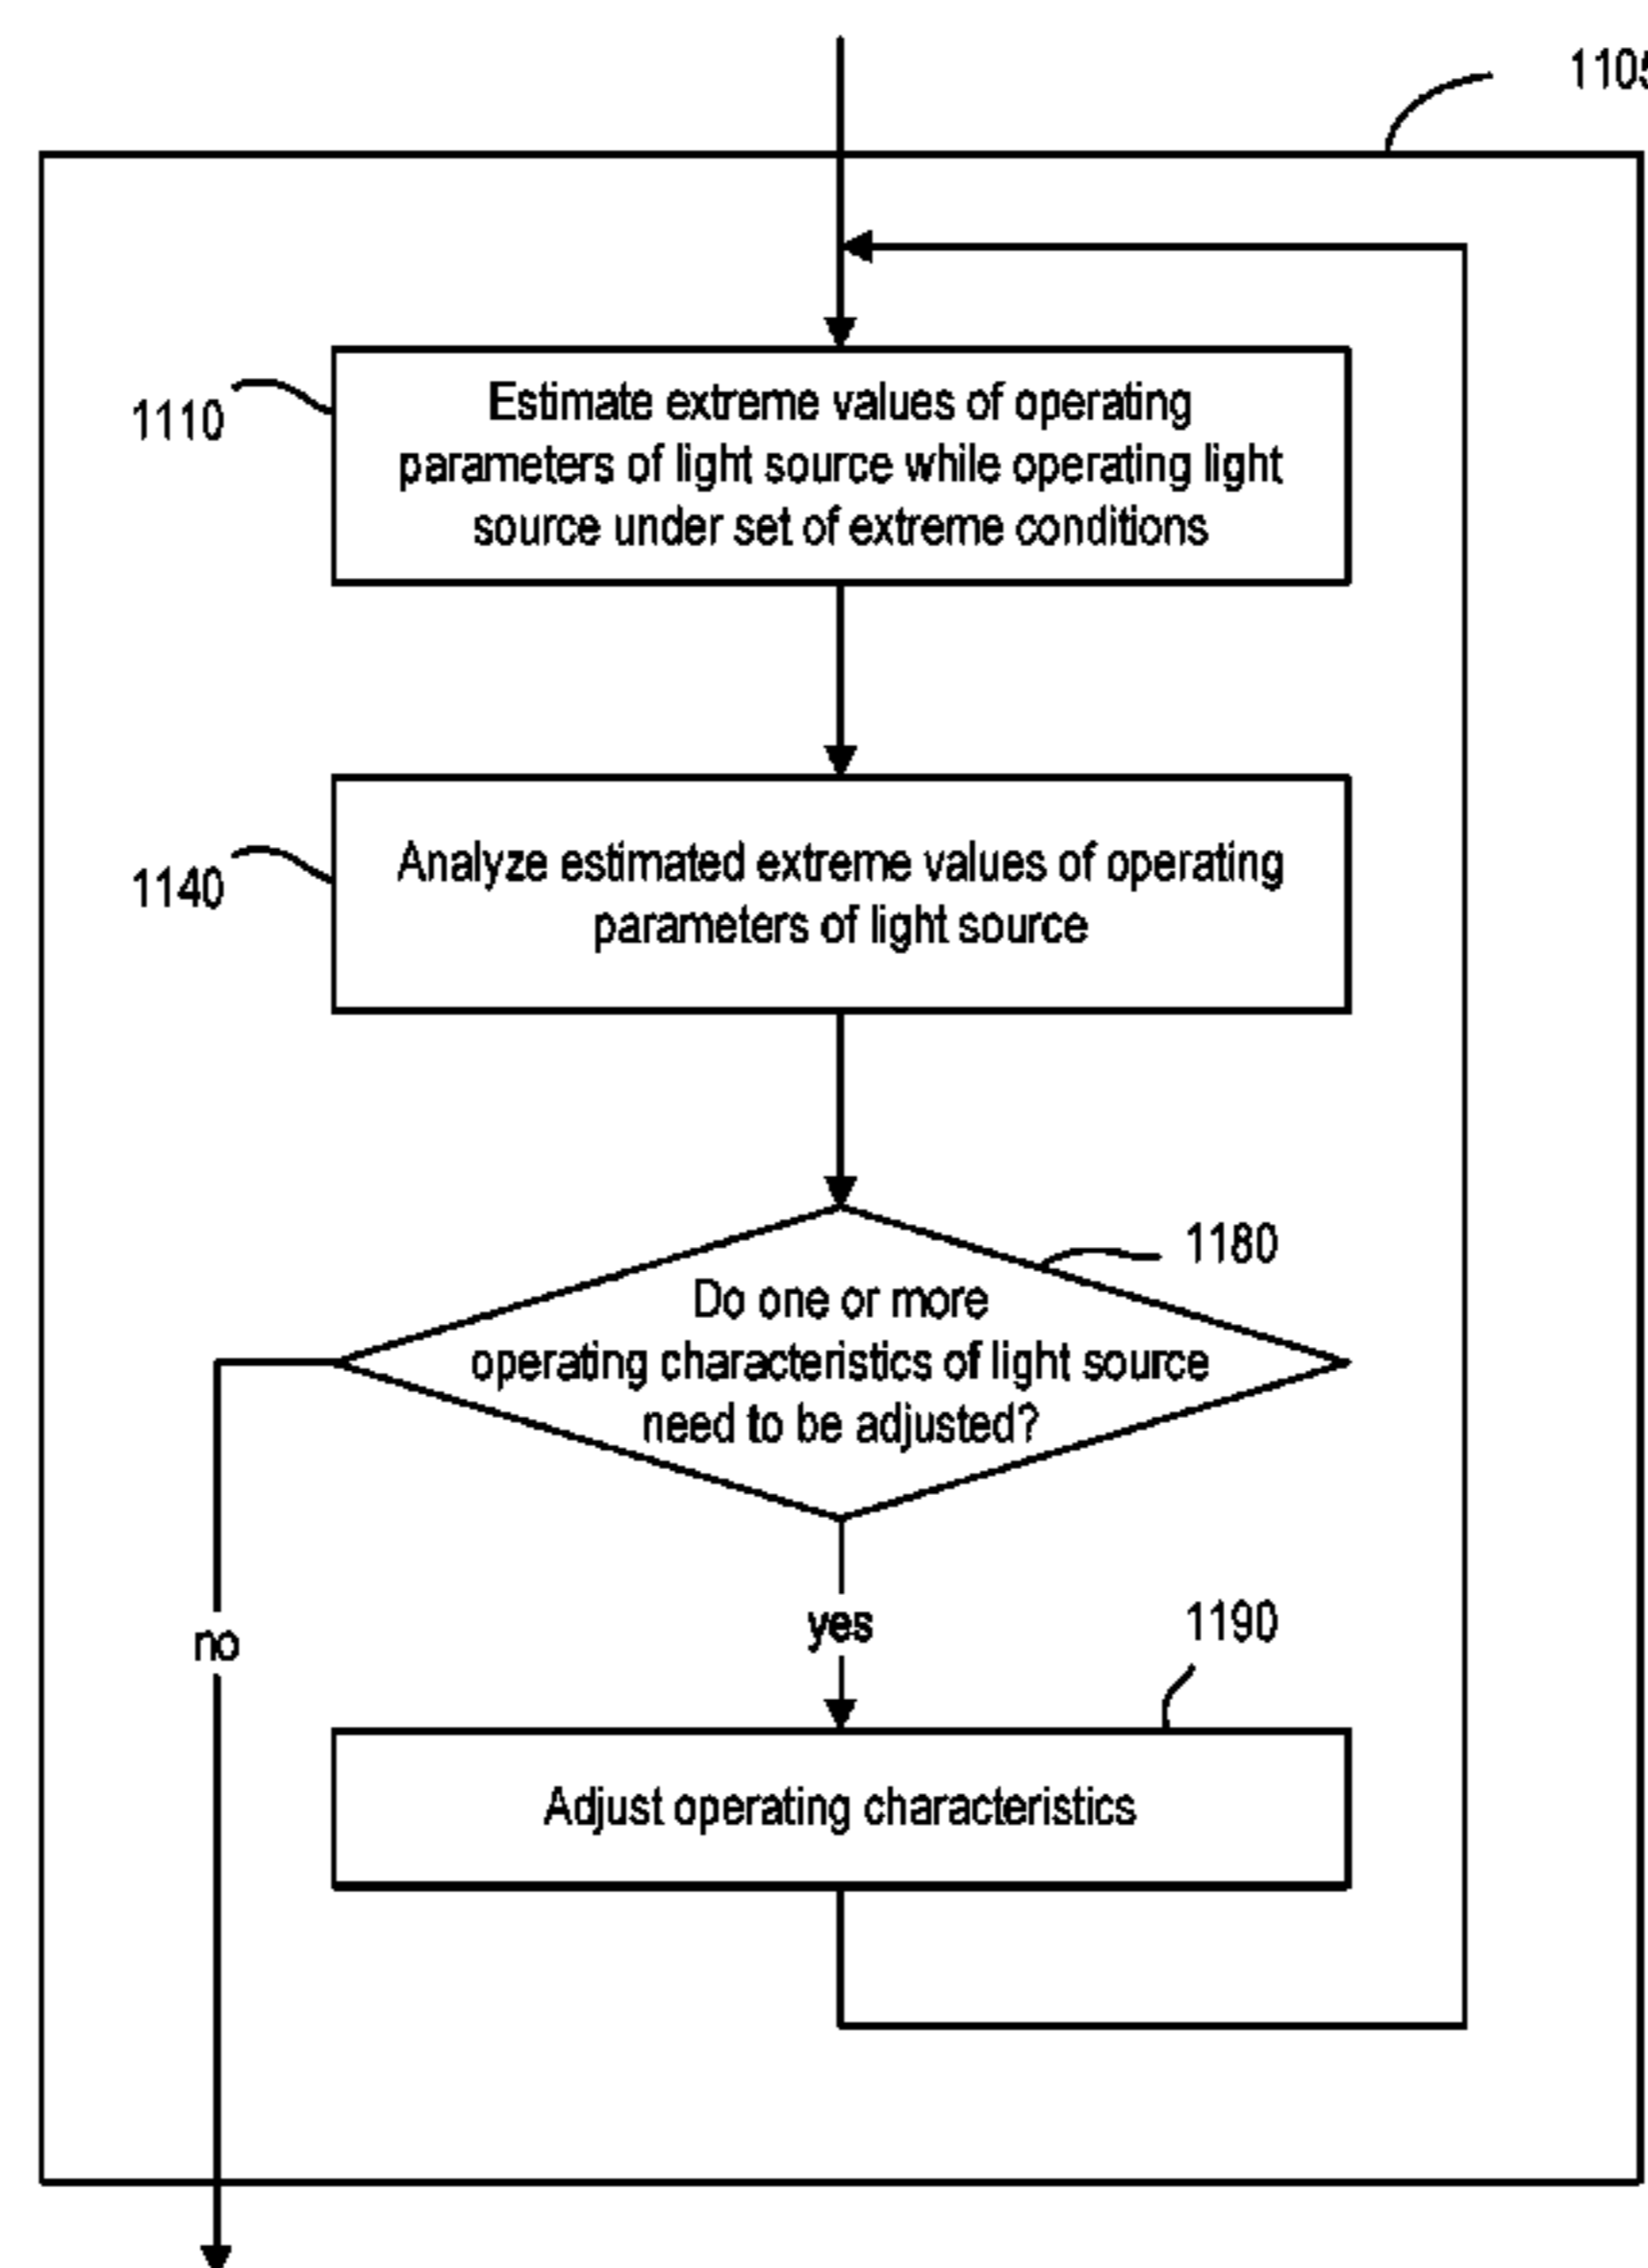 1105
1110
Estimate extreme values of operating
parameters of light source while operating light
source under set of extreme conditions
1140
Analyze estimated extreme values of operating
parameters of light source
1180
Do one or more
operating characteristics of light source
need to be adjusted?
no
yes
1190
Adjust operating characteristics